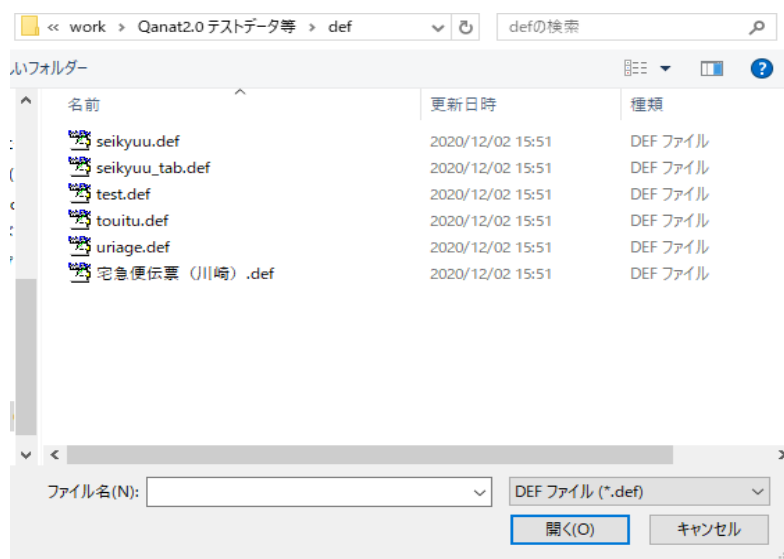 « work › Qanat2.0 テストデータ等 › def
defの検索
いフォルダー
名前 更新日時 種類
seikyuu.def 2020/12/02 15:51 DEF ファイル
seikyuu_tab.def 2020/12/02 15:51 DEF ファイル
test.def 2020/12/02 15:51 DEF ファイル
touitu.def 2020/12/02 15:51 DEF ファイル
uriage.def 2020/12/02 15:51 DEF ファイル
宅急便伝票（川崎）.def 2020/12/02 15:51 DEF ファイル
ファイル名(N):
DEF ファイル (*.def)
開く(O) キャンセル